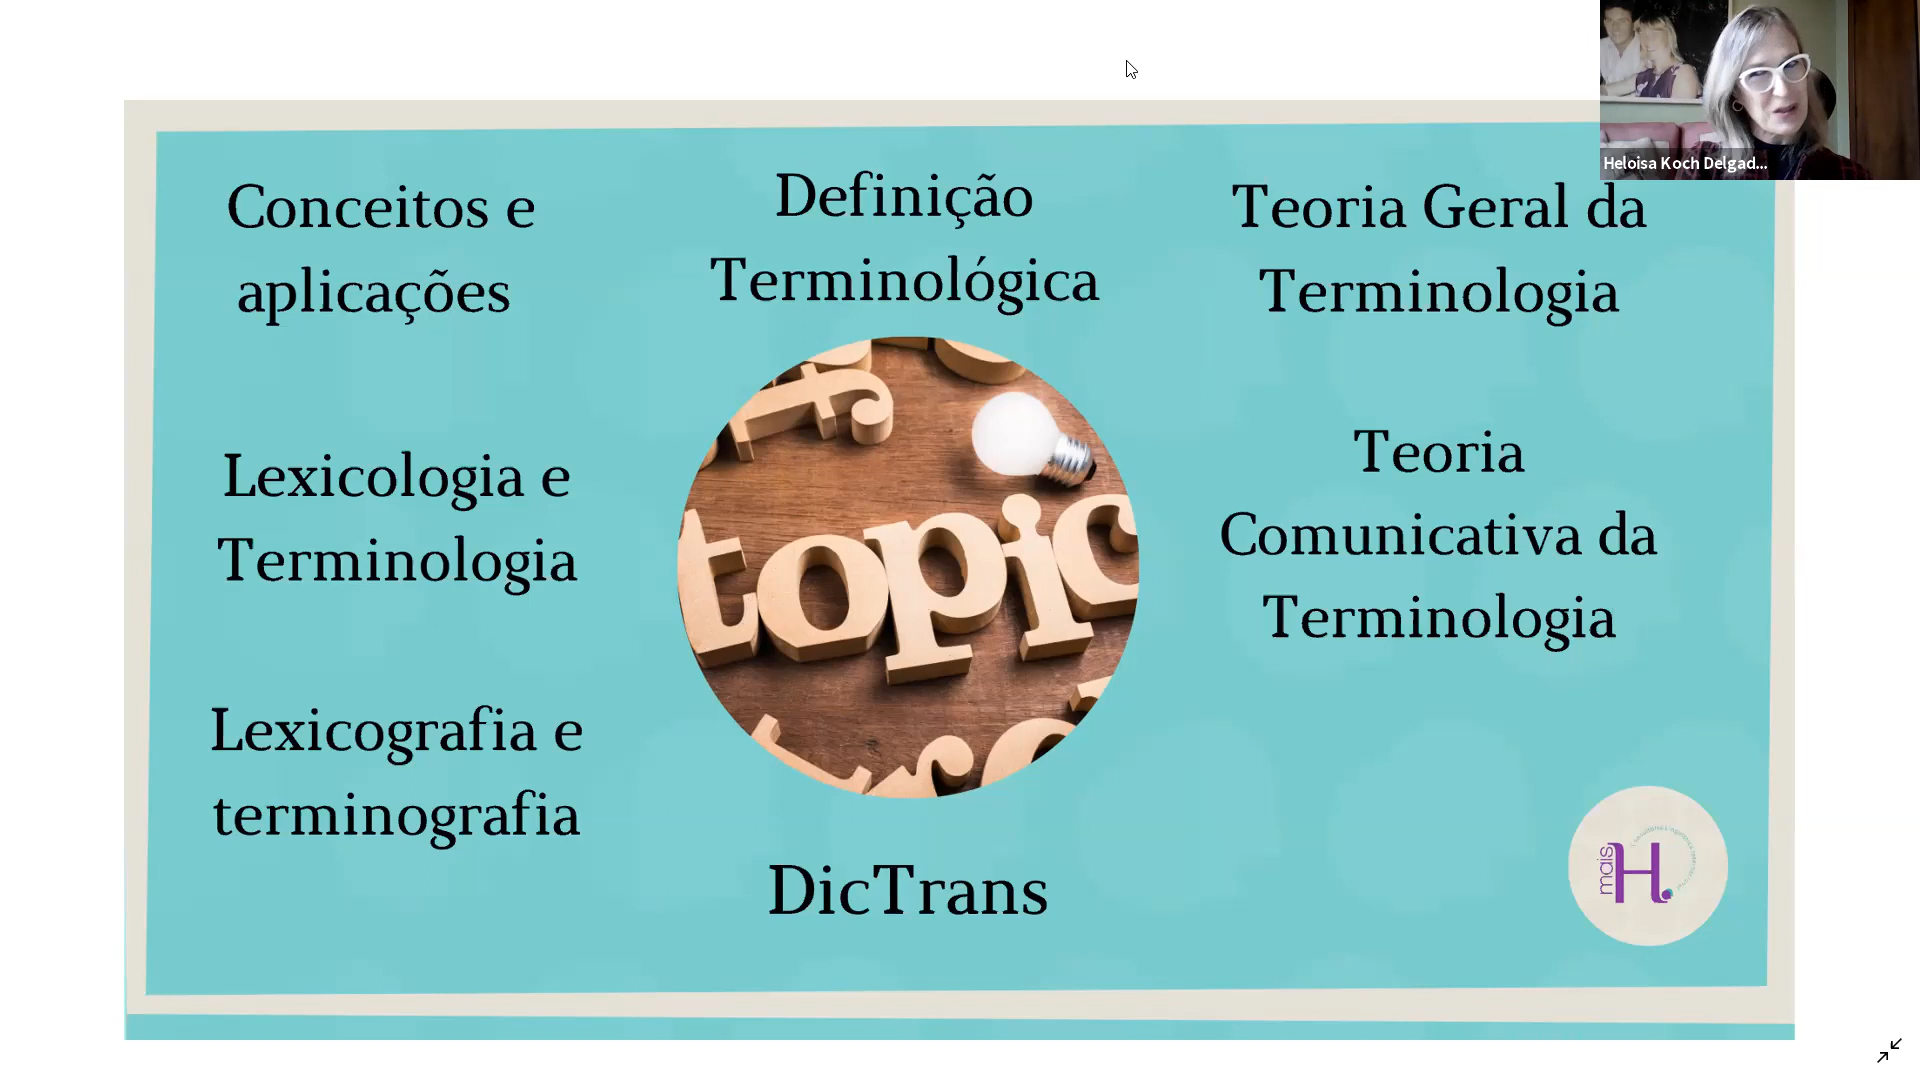 Conceitos e
aplicações
Definição
Terminológica
Teoria Geral da
Terminologia
Heloisa Koch Delgad...
Lexicologia e
Terminologia
topic
Teoria
Comunicativa da
Terminologia
Lexicografia e
terminografia
DicTrans
mais
H